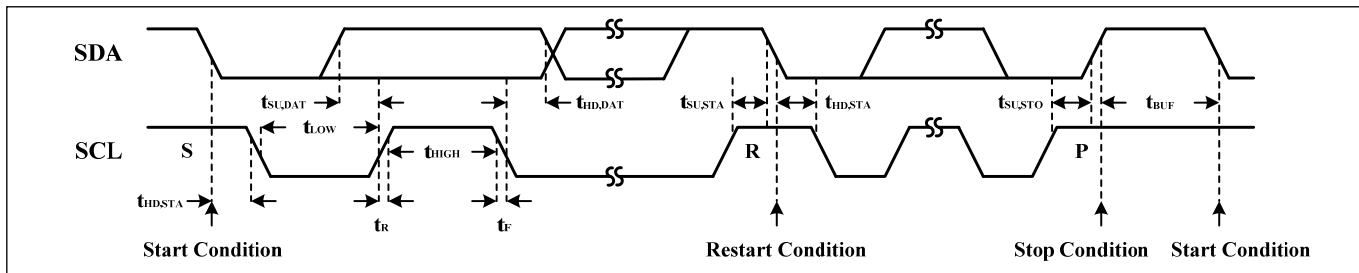 SDA
tSU,DAT tHD,DAT tSU,STA tHD,STA tSU,STO tBUF
tLOW
SCL S tHIGH R P
tHD,STA tR tF
Start Condition Restart Condition Stop Condition Start Condition